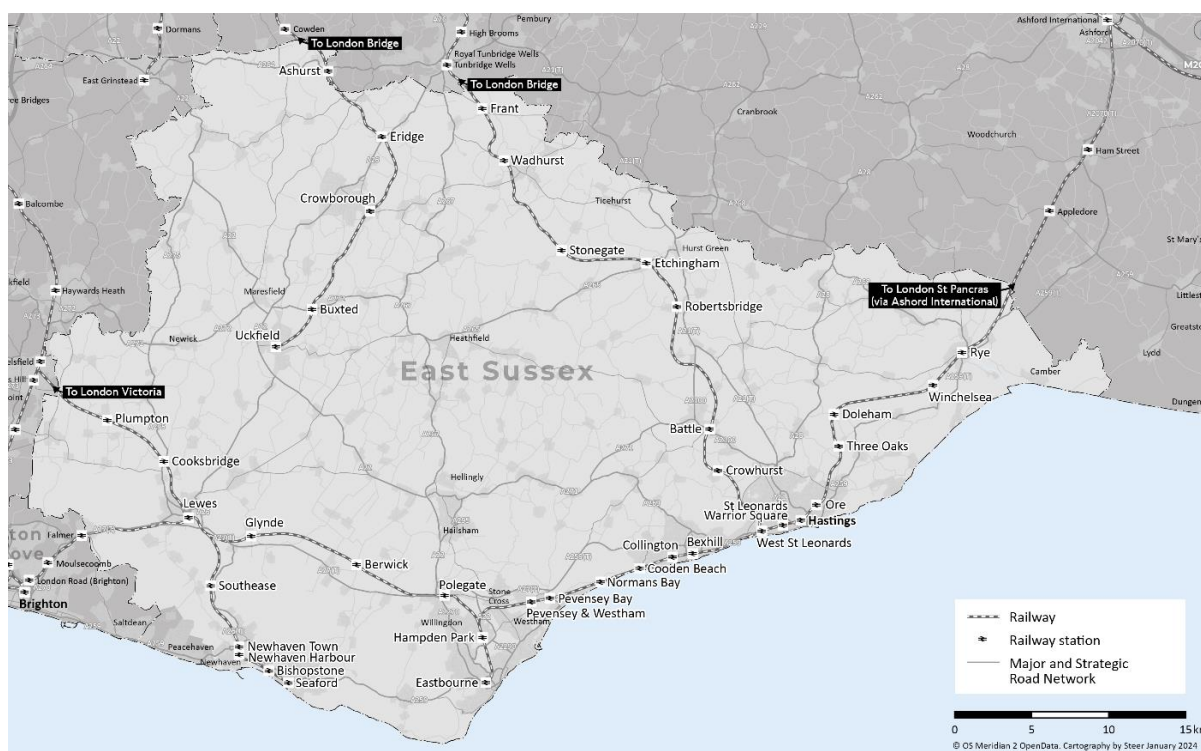 Dormans
Cowden
To London Bridge
High Brooms
Pembury
Ashford International
Ashford
East Grinstead
Ashurst
Royal Tunbridge Wells
Tunbridge Wells
To London Bridge
Frant
Cranbrook
Woodchurch
Ham Street
Eridge
Wadhurst
Balcombe
Crowborough
Ticehurst
Appledore
Stonegate
Hurst Green
Etchingham
St Mary's
Haywards Heath
Maresfield
Buxted
Robertsbridge
To London St Pancras
(via Ashord International)
Newick
Uckfield
Heathfield
Rye
Lydd
East Sussex
Camber
To London Victoria
Winchelsea
Plumpton
Doleham
Battle
Three Oaks
Cooksbridge
Crowhurst
Hellingly
Lewes
St Leonards
Warrior Square
Ore
Hastings
Glynde
Hailsham
West St Leonards
Falmer
Collington
Bexhill
Moulsecoomb
Berwick
Cooden Beach
London Road (Brighton)
Southease
Polegate
Stone
Cross
Normans Bay
Brighton
Pevensey Bay
Pevensey & Westham
Westham
Saltdean
Willingdon
Hampden Park
Peacehaven
Newhaven Town
Newhaven
Newhaven Harbour
Bishopstone
Seaford
Eastbourne
Railway
Railway station
Major and Strategic
Road Network
0 5 10 15 km
© OS Meridian 2 OpenData. Cartography by Steer January 2024